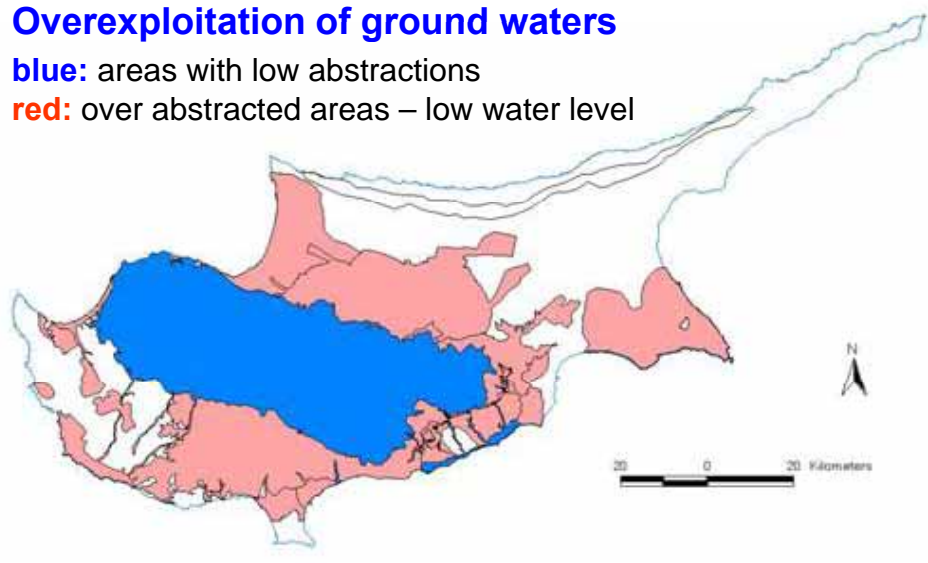 Overexploitation of ground waters
blue: areas with low abstractions
red: over abstracted areas – low water level
N
20 0 20 Kilometers